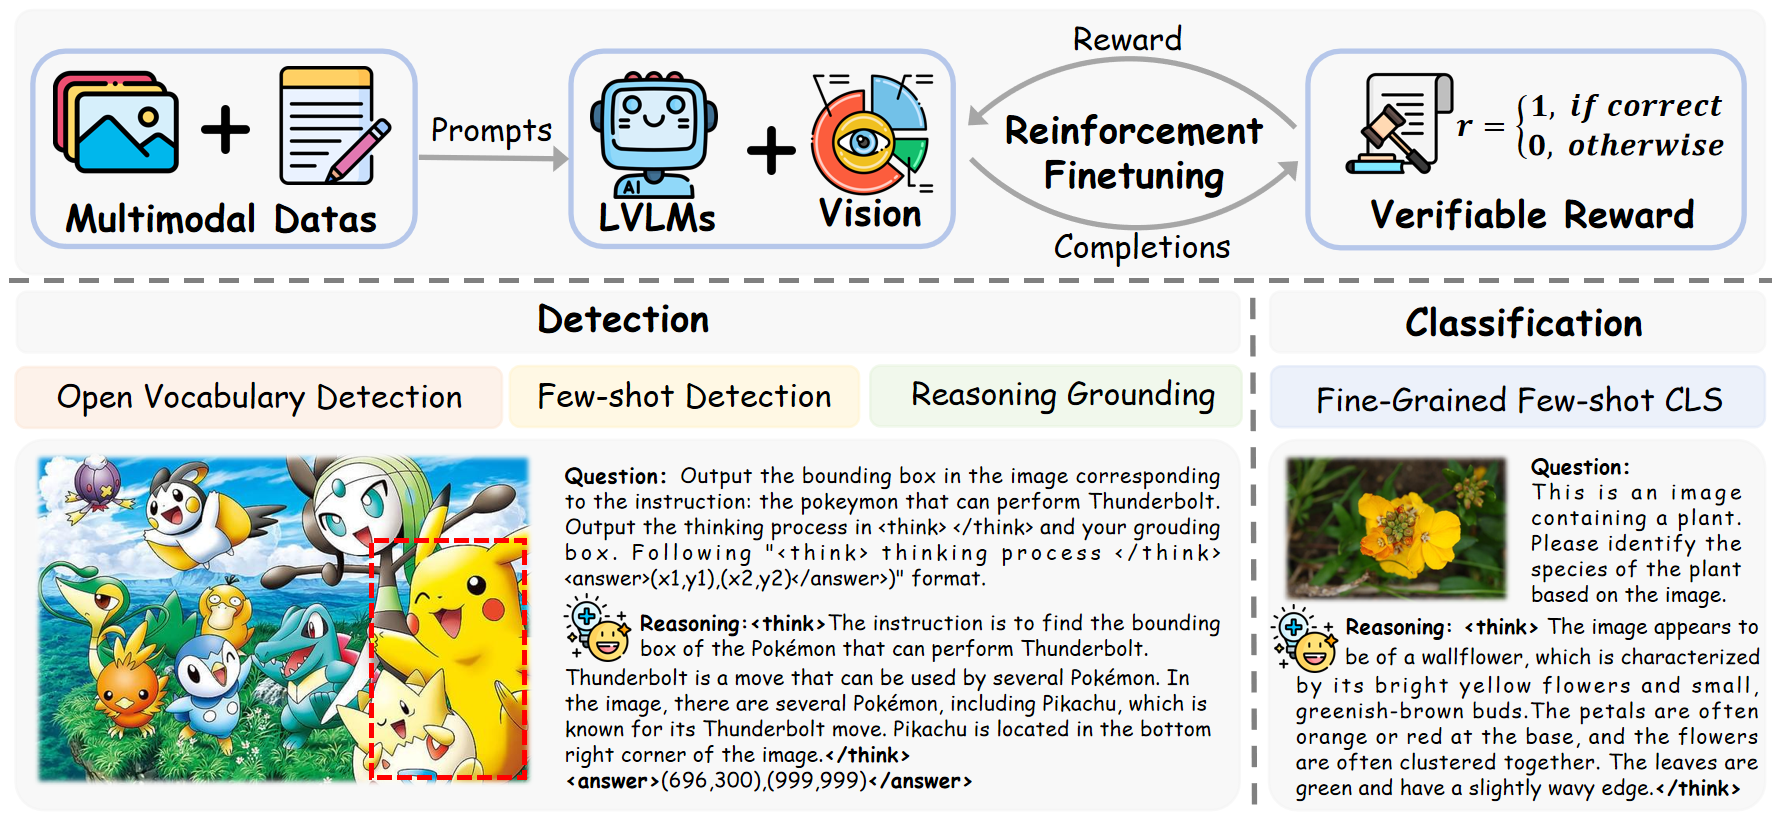 Multimodal Datas
Prompts
AI
LVLMs
Vision
Reward
Reinforcement
Finetuning
Completions
r = {1, if correct
0, otherwise
Verifiable Reward
Detection
Open Vocabulary Detection
Few-shot Detection
Reasoning Grounding
Question: Output the bounding box in the image corresponding
to the instruction: the pokeymon that can perform Thunderbolt.
Output the thinking process in <think> </think> and your grouding
box. Following "<think> thinking process </think>
<answer>(x1,y1),(x2,y2)</answer>)" format.
Reasoning:<think>The instruction is to find the bounding
box of the Pokémon that can perform Thunderbolt.
Thunderbolt is a move that can be used by several Pokémon. In
the image, there are several Pokémon, including Pikachu, which is
known for its Thunderbolt move. Pikachu is located in the bottom
right corner of the image.</think>
<answer>(696,300),(999,999)</answer>
Classification
Fine-Grained Few-shot CLS
Question:
This is an image
containing a plant.
Please identify the
species of the plant
based on the image.
Reasoning: <think> The image appears to
be of a wallflower, which is characterized
by its bright yellow flowers and small,
greenish-brown buds.The petals are often
orange or red at the base, and the flowers
are often clustered together. The leaves are
green and have a slightly wavy edge.</think>